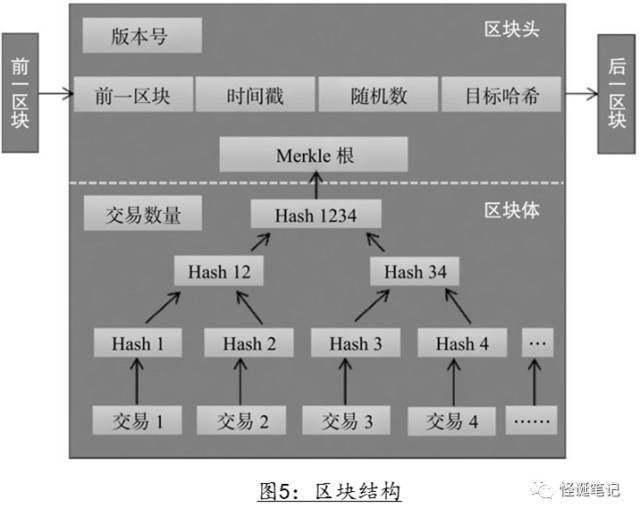 版本号
区块头
前一区块
前一区块
时间戳
随机数
目标哈希
后一区块
Merkle 根
交易数量
Hash 1234
区块体
Hash 12
Hash 34
Hash 1
Hash 2
Hash 3
Hash 4
…
交易 1
交易 2
交易 3
交易 4
……
图5：区块结构
怪诞笔记